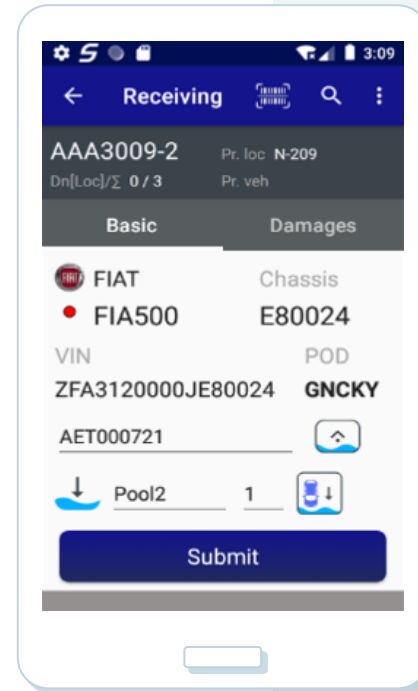 3:09
Receiving
AAA3009-2 Pr. loc N-209
Dn[Loc]/Σ 0 / 3 Pr. veh
Basic Damages
FIAT
FIAT Chassis
FIA500 E80024
VIN POD
ZFA3120000JE80024 GNCKY
AET000721
Pool2 1
Submit